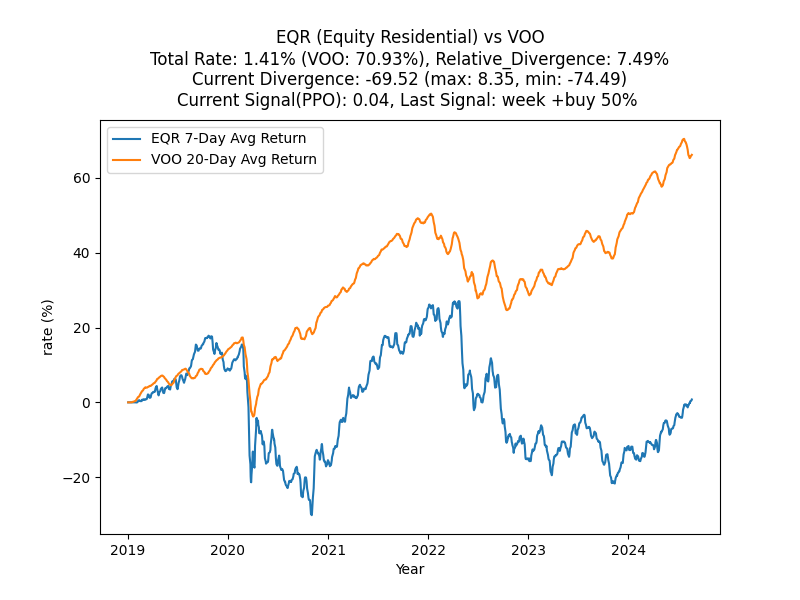 EQR (Equity Residential) vs VOO
Total Rate: 1.41% (VOO: 70.93%), Relative_Divergence: 7.49%
Current Divergence: -69.52 (max: 8.35, min: -74.49)
Current Signal(PPO): 0.04, Last Signal: week +buy 50%
EQR 7-Day Avg Return
VOO 20-Day Avg Return
rate (%)
60
40
20
0
−20
2019
2020
2021
2022
2023
2024
Year